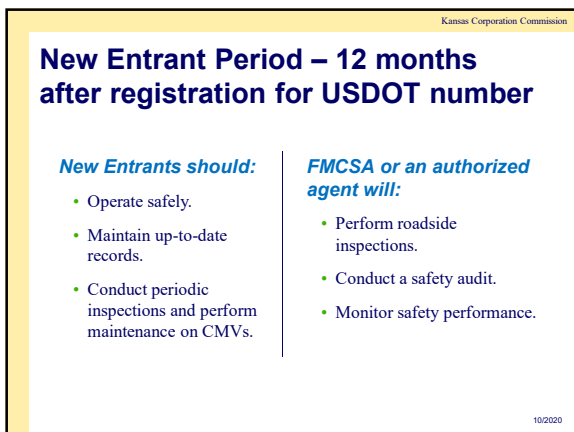 Kansas Corporation Commission
New Entrant Period – 12 months
after registration for USDOT number
New Entrants should:
• Operate safely.
• Maintain up-to-date
records.
• Conduct periodic
inspections and perform
maintenance on CMVs.
FMCSA or an authorized
agent will:
• Perform roadside
inspections.
• Conduct a safety audit.
• Monitor safety performance.
10/2020